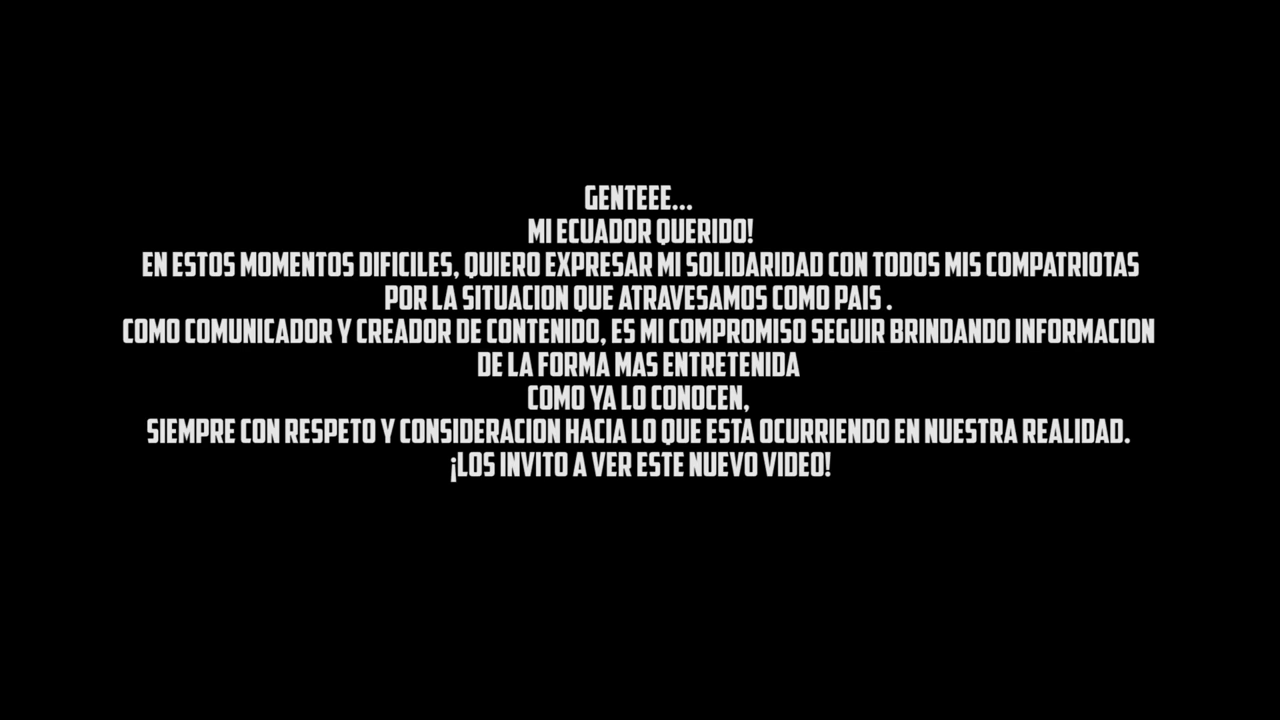 GENTEEE...
MI ECUADOR QUERIDO!
EN ESTOS MOMENTOS DIFICILES, QUIERO EXPRESAR MI SOLIDARIDAD CON TODOS MIS COMPATRIOTAS
POR LA SITUACION QUE ATRAVESAMOS COMO PAIS .
COMO COMUNICADOR Y CREADOR DE CONTENIDO, ES MI COMPROMISO SEGUIR BRINDANDO INFORMACION
DE LA FORMA MAS ENTRETENIDA
COMO YA LO CONOCEN,
SIEMPRE CON RESPETO Y CONSIDERACION HACIA LO QUE ESTA OCURRIENDO EN NUESTRA REALIDAD.
¡LOS INVITO A VER ESTE NUEVO VIDEO!